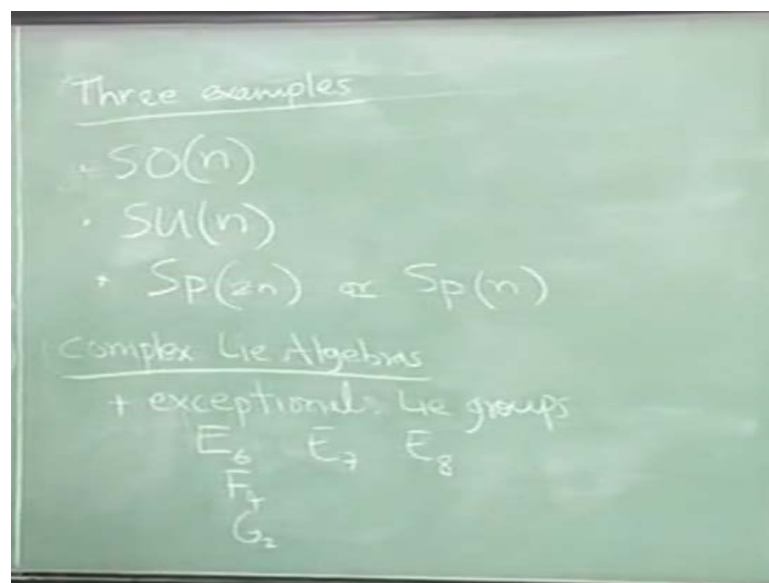 Three examples
· SO(n)
· SU(n)
· Sp(2n) or Sp(n)
Complex Lie Algebras
+ exceptional Lie groups
E₆ E₇ E₈
F₄
G₂